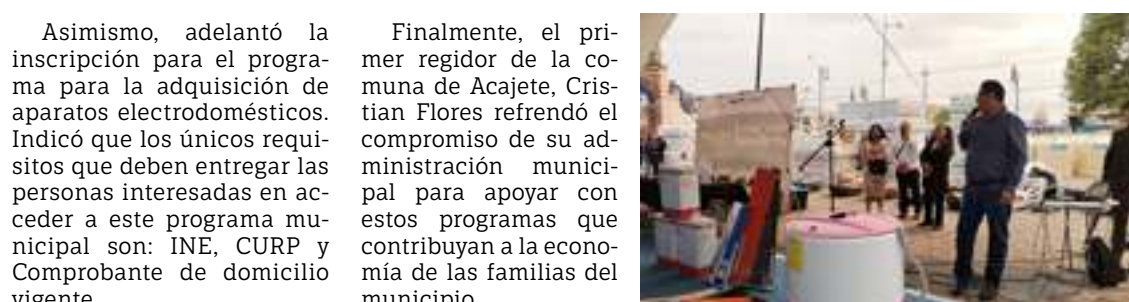 Asimismo, adelantó la
inscripción para el progra-
ma para la adquisición de
aparatos electrodomésticos.
Indicó que los únicos requi-
sitos que deben entregar las
personas interesadas en ac-
ceder a este programa mu-
nicipal son: INE, CURP y
Comprobante de domicilio
vigente.
Finalmente, el pri-
mer regidor de la co-
muna de Acajete, Cris-
tian Flores refrendó el
compromiso de su ad-
ministración munici-
pal para apoyar con
estos programas que
contribuyan a la econo-
mía de las familias del
municipio.